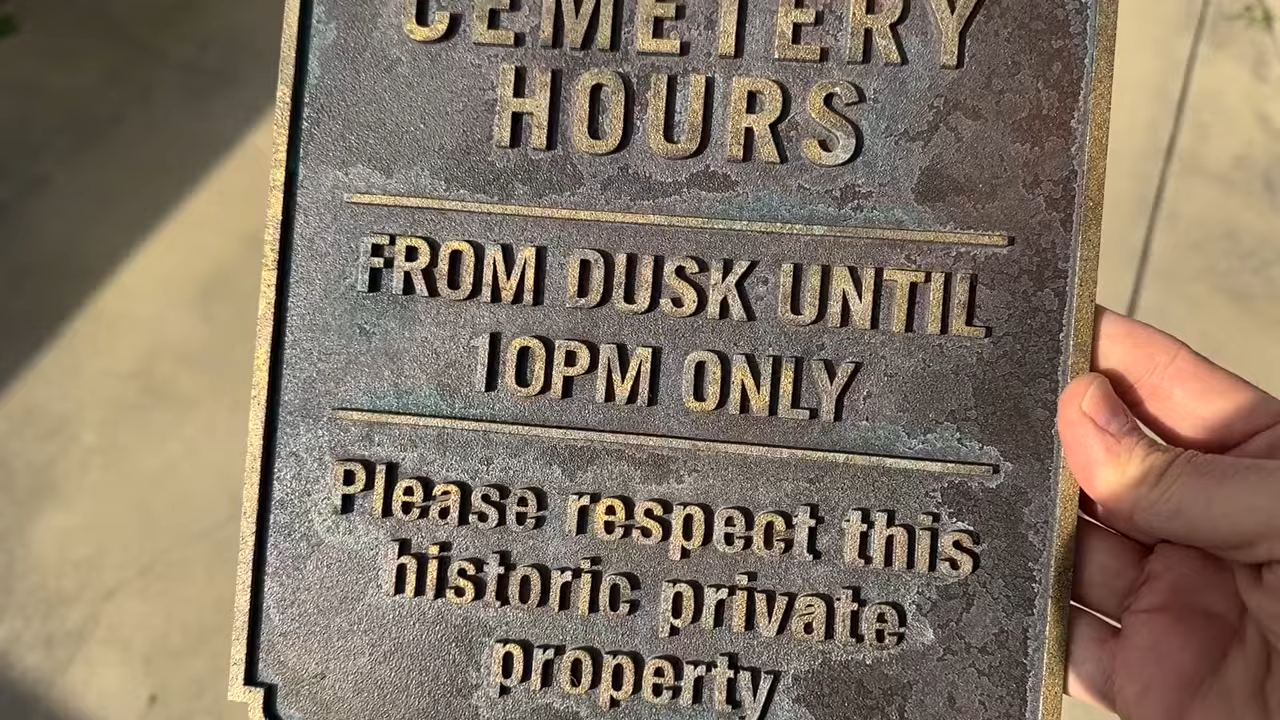 CEMETERY
HOURS
FROM DUSK UNTIL
10PM ONLY
Please respect this
historic private
property